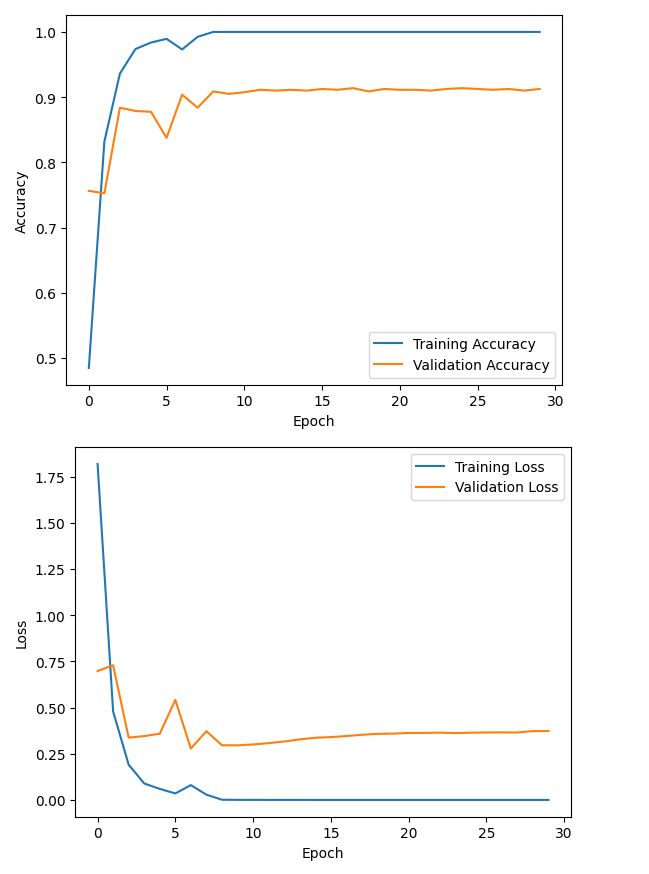 1.0
0.9
0.8
0.7
0.6
0.5
Accuracy
Training Accuracy
Validation Accuracy
0 5 10 15 20 25 30
Epoch
Training Loss
Validation Loss
1.75
1.50
1.25
1.00
0.75
0.50
0.25
0.00
Loss
0 5 10 15 20 25 30
Epoch